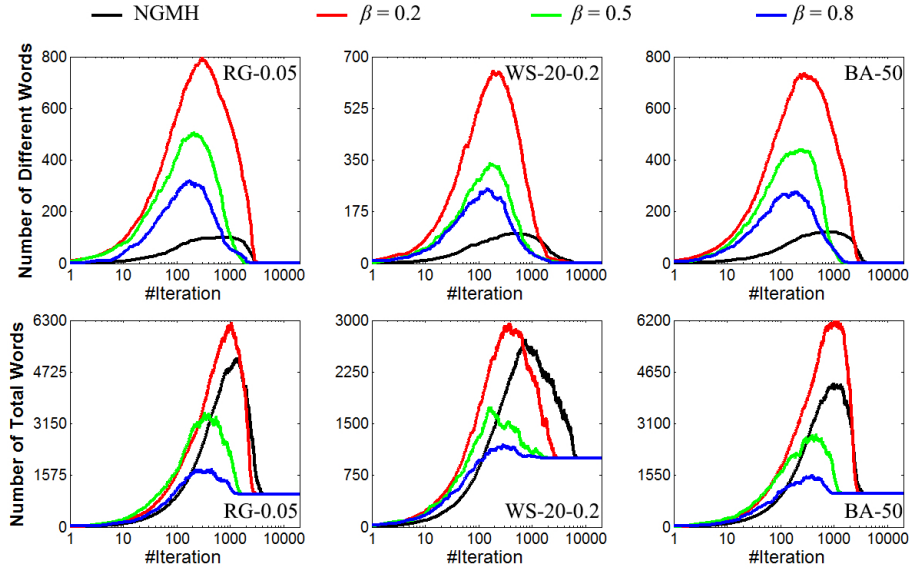 NGMH β = 0.2 β = 0.5 β = 0.8
Number of Different Words
800
600
400
200
0
RG-0.05
1 10 100 1000 10000
#Iteration
700
525
350
175
0
WS-20-0.2
1 10 100 1000 10000
#Iteration
800
600
400
200
0
BA-50
1 10 100 1000 10000
#Iteration
Number of Total Words
6300
4725
3150
1575
0
RG-0.05
1 10 100 1000 10000
#Iteration
3000
2250
1500
750
0
WS-20-0.2
1 10 100 1000 10000
#Iteration
6200
4650
3100
1550
0
BA-50
1 10 100 1000 10000
#Iteration